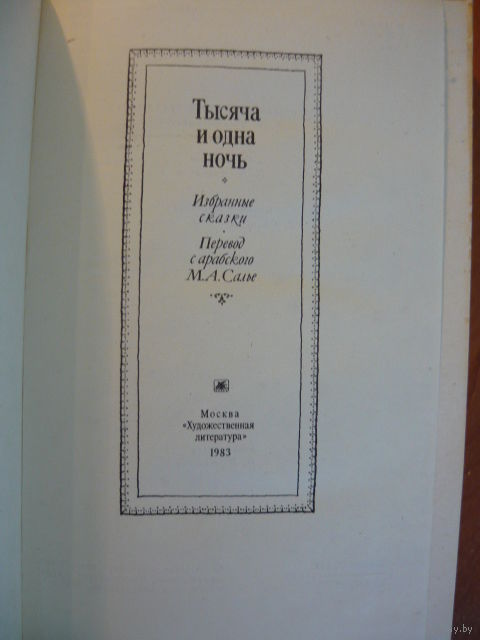 Тысяча
и одна
ночь
Избранные
сказки
Перевод
с арабского
М.А.Салье
Москва
«Художественная
литература»
1983